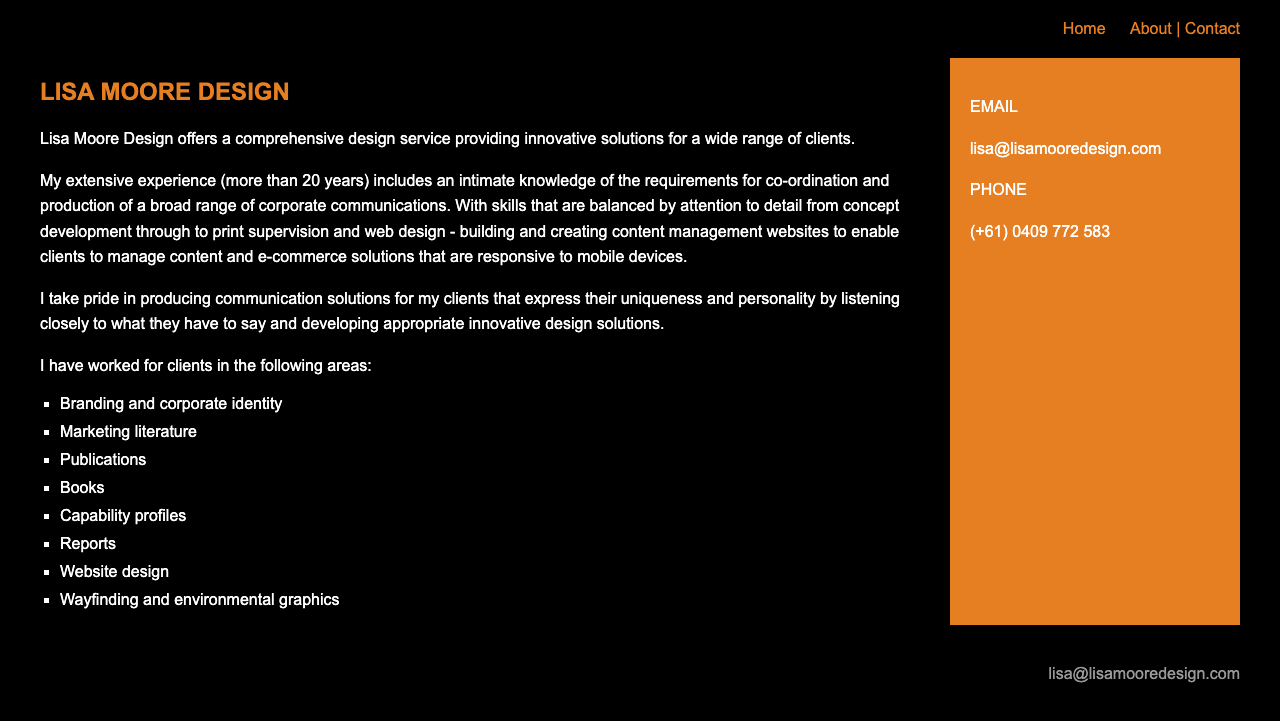 Home About | Contact
LISA MOORE DESIGN
Lisa Moore Design offers a comprehensive design service providing innovative solutions for a wide range of clients.
My extensive experience (more than 20 years) includes an intimate knowledge of the requirements for co-ordination and
production of a broad range of corporate communications. With skills that are balanced by attention to detail from concept
development through to print supervision and web design - building and creating content management websites to enable
clients to manage content and e-commerce solutions that are responsive to mobile devices.
I take pride in producing communication solutions for my clients that express their uniqueness and personality by listening
closely to what they have to say and developing appropriate innovative design solutions.
I have worked for clients in the following areas:
Branding and corporate identity
Marketing literature
Publications
Books
Capability profiles
Reports
Website design
Wayfinding and environmental graphics
EMAIL
lisa@lisamooredesign.com
PHONE
(+61) 0409 772 583
lisa@lisamooredesign.com